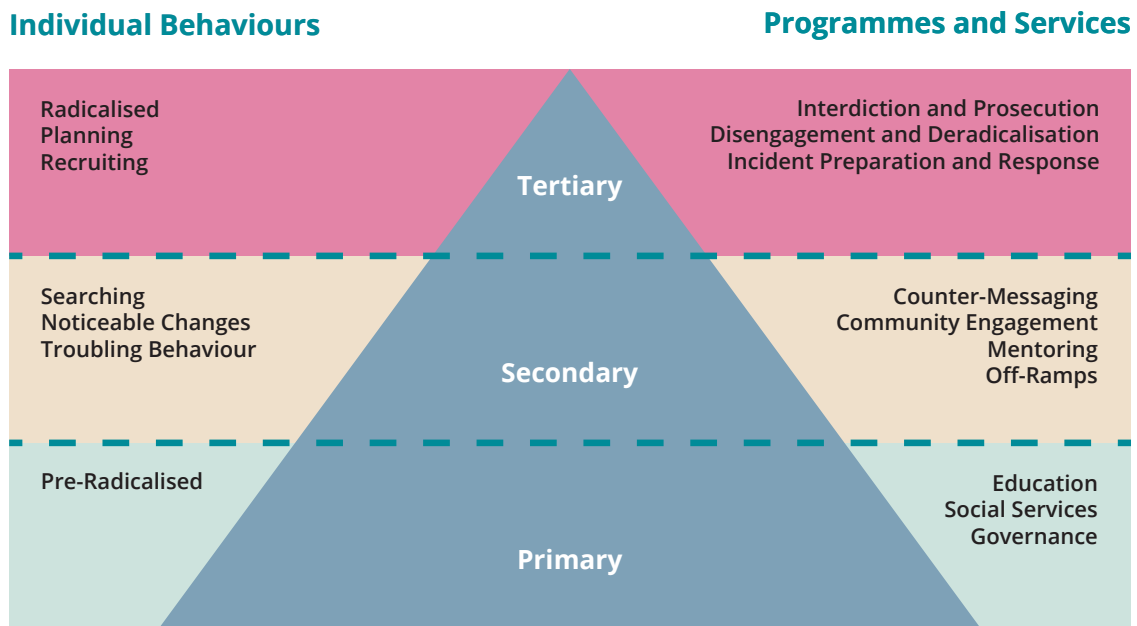 Individual Behaviours
Programmes and Services
Radicalised
Planning
Recruiting
Tertiary
Interdiction and Prosecution
Disengagement and Deradicalisation
Incident Preparation and Response
Searching
Noticeable Changes
Troubling Behaviour
Secondary
Counter-Messaging
Community Engagement
Mentoring
Off-Ramps
Pre-Radicalised
Primary
Education
Social Services
Governance